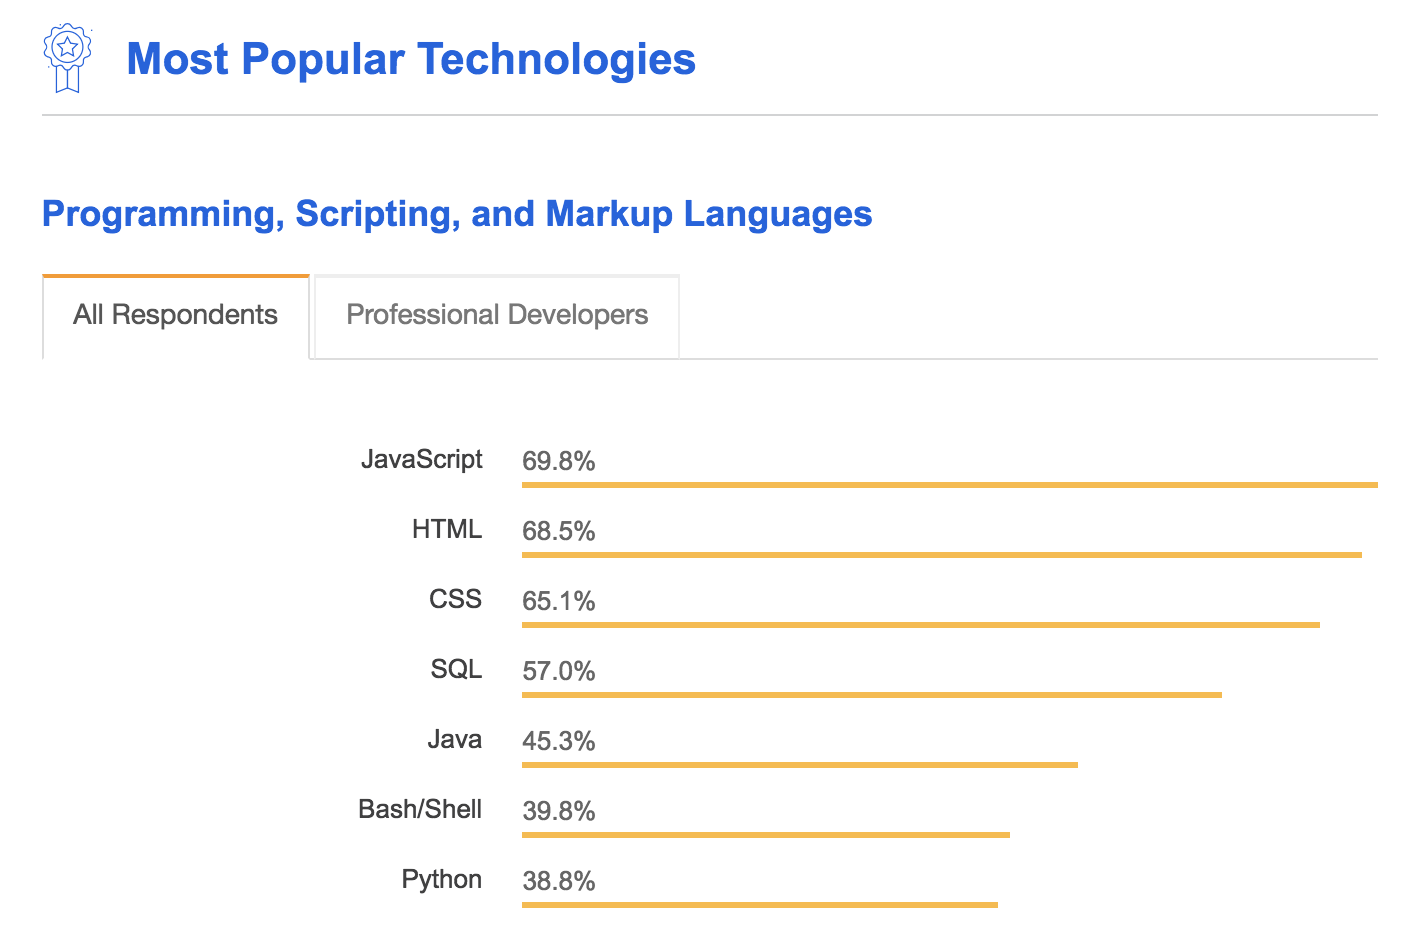 Most Popular Technologies
Programming, Scripting, and Markup Languages
All Respondents Professional Developers
JavaScript 69.8%
HTML 68.5%
CSS 65.1%
SQL 57.0%
Java 45.3%
Bash/Shell 39.8%
Python 38.8%